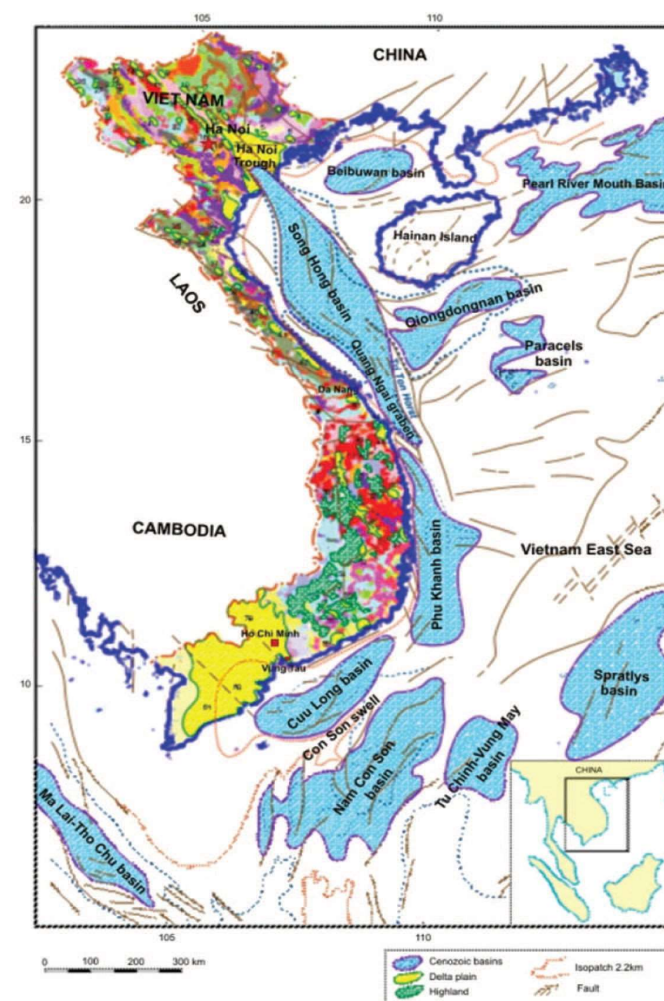 105
110
CHINA
VIET NAM
Ha Noi
Ha Noi
Trough
Beibuwan basin
Pearl River Mouth Basin
20
Song Hong basin
Hainan Island
LAOS
Qiongdongnan basin
Paracels
basin
Quang Ngai graben
Tri Ton Horst
Da Nang
15
CAMBODIA
Phu Khanh basin
Vietnam East Sea
Ho Chi Minh
Vung Tau
10
Cuu Long basin
Con Son swell
Spratlys
basin
Nam Con Son
basin
Tu Chinh-Vung May
basin
Ma Lai-Tho Chu basin
CHINA
105
110
0 100 200 300 km
Cenozoic basins
Delta plain
Highland
Isopatch 2.2km
Fault